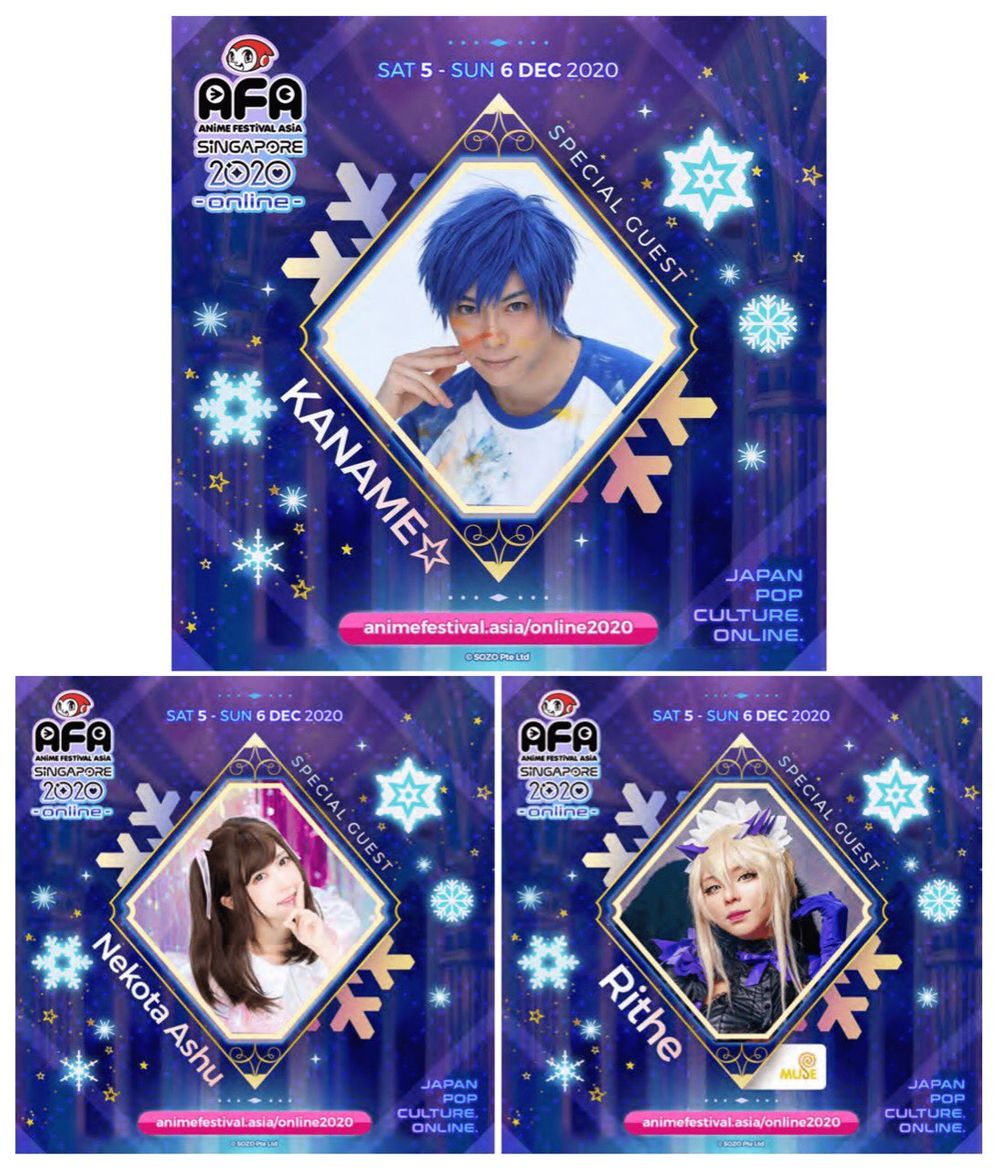 SAT 5 - SUN 6 DEC 2020
AFA
ANiME FESTiVAL ASiA
SiNGAPORE
2020
-online-
SPECIAL GUEST
KANAME☆
JAPAN
POP
CULTURE.
ONLINE.
animefestival.asia/online2020
© SOZO Pte Ltd
SAT 5 - SUN 6 DEC 2020
AFA
ANiME FESTiVAL ASiA
SiNGAPORE
2020
-online-
SPECIAL GUEST
Nekota Ashu
JAPAN
POP
CULTURE.
ONLINE.
animefestival.asia/online2020
© SOZO Pte Ltd
SAT 5 - SUN 6 DEC 2020
AFA
ANiME FESTiVAL ASiA
SiNGAPORE
2020
-online-
SPECIAL GUEST
Rithe
MUSE
JAPAN
POP
CULTURE.
ONLINE.
animefestival.asia/online2020
© SOZO Pte Ltd